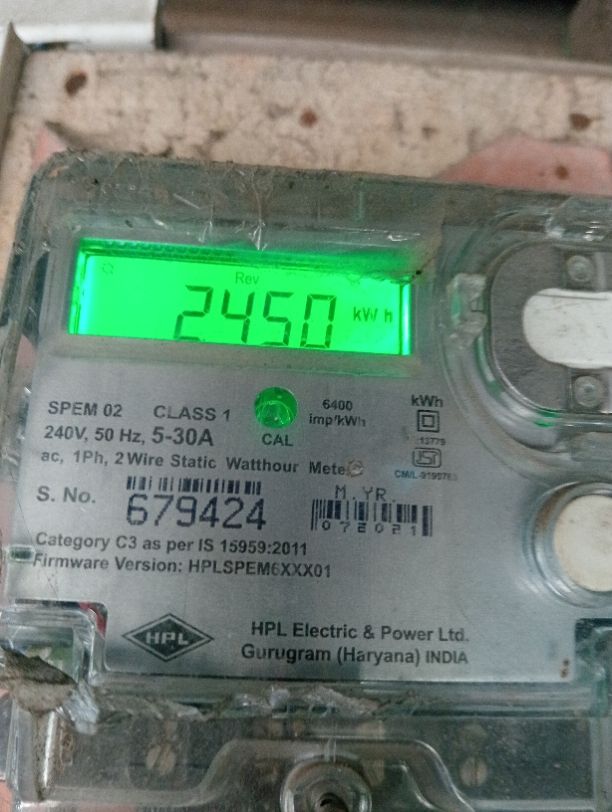 Rev
2450 kWh
SPEM 02 CLASS 1 6400 imp/kWh kWh
240V, 50 Hz, 5-30A CAL
ac, 1Ph, 2 Wire Static Watthour
S. No. 679424 M.YR. 072021
Category C3 as per IS 15959:2011
Firmware Version: HPLSPEM6XXX01
HPL HPL Electric & Power Ltd.
Gurugram (Haryana) INDIA